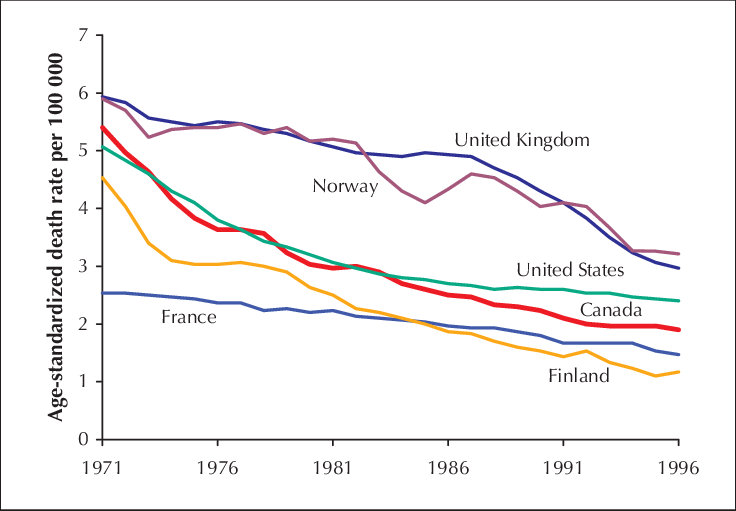 Age-standardized death rate per 100 000
7
6
5
4
3
2
1
0
United Kingdom
Norway
United States
Canada
France
Finland
1971 1976 1981 1986 1991 1996